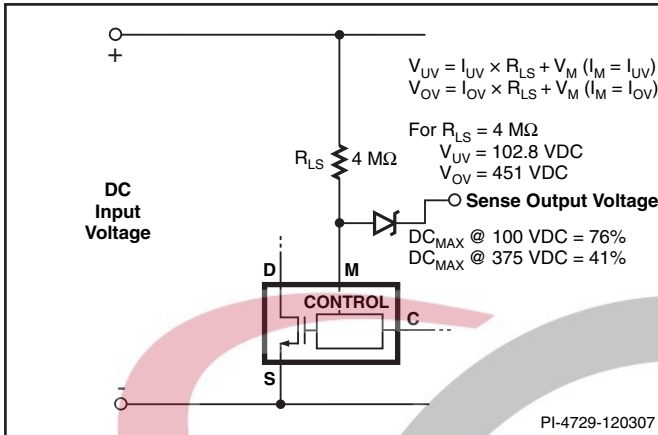 +
V_UV = I_UV × R_LS + V_M (I_M = I_UV)
V_OV = I_OV × R_LS + V_M (I_M = I_OV)
For R_LS = 4 MΩ
V_UV = 102.8 VDC
V_OV = 451 VDC
R_LS 4 MΩ
DC
Input
Voltage
Sense Output Voltage
DC_MAX @ 100 VDC = 76%
DC_MAX @ 375 VDC = 41%
D M
CONTROL
C
S
-
PI-4729-120307